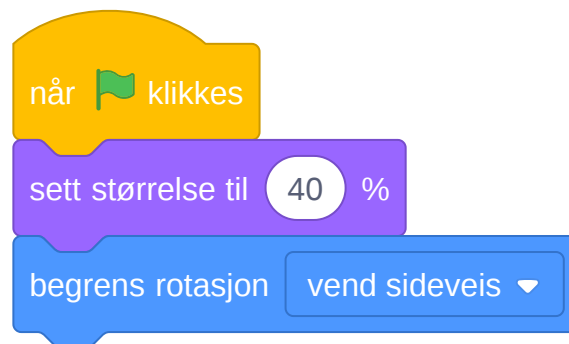 når klikkes
sett størrelse til 40 %
begrens rotasjon vend sideveis